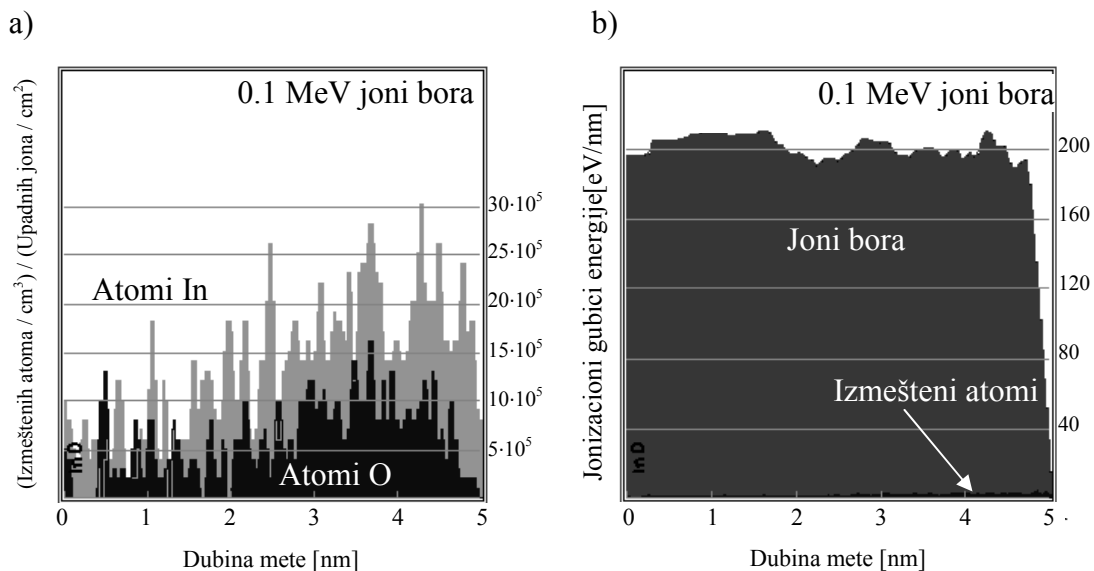 a)
0.1 MeV joni bora
(Izmeštenih atoma / cm³) / (Upadnih jona / cm²)
30·10⁵
25·10⁵
20·10⁵
15·10⁵
10·10⁵
5·10⁵
Atomi In
Atomi O
0 1 2 3 4 5
Dubina mete [nm]
b)
0.1 MeV joni bora
Jonizacioni gubici energije[eV/nm]
200
160
120
80
40
Joni bora
Izmešteni atomi
0 1 2 3 4 5
Dubina mete [nm]